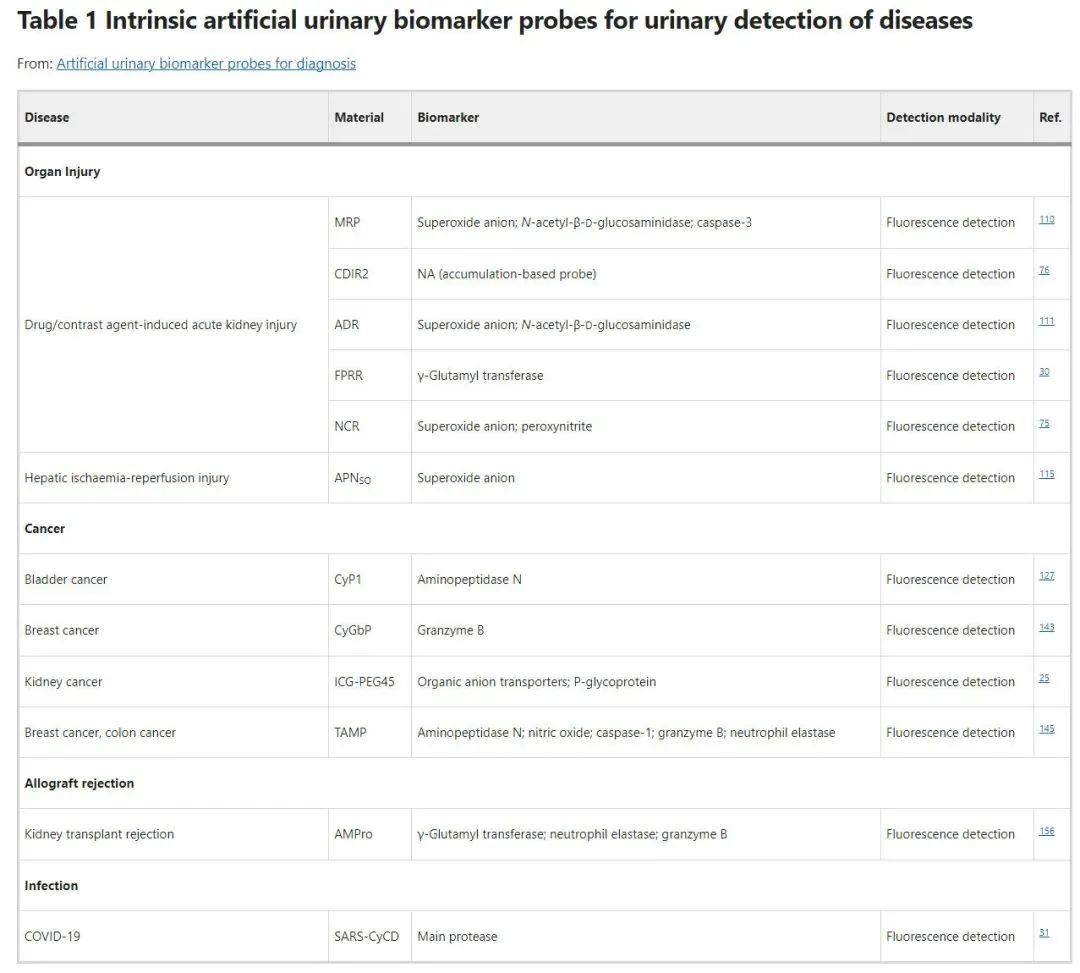 Table 1 Intrinsic artificial urinary biomarker probes for urinary detection of diseases
From: Artificial urinary biomarker probes for diagnosis
Disease Material Biomarker Detection modality Ref.
Organ Injury
MRP Superoxide anion; N-acetyl-β-D-glucosaminidase; caspase-3 Fluorescence detection 110
CDIR2 NA (accumulation-based probe) Fluorescence detection 76
Drug/contrast agent-induced acute kidney injury ADR Superoxide anion; N-acetyl-β-D-glucosaminidase Fluorescence detection 111
FPRR γ-Glutamyl transferase Fluorescence detection 30
NCR Superoxide anion; peroxynitrite Fluorescence detection 75
Hepatic ischaemia-reperfusion injury APNSO Superoxide anion Fluorescence detection 115
Cancer
Bladder cancer CyP1 Aminopeptidase N Fluorescence detection 127
Breast cancer CyGbP Granzyme B Fluorescence detection 143
Kidney cancer ICG-PEG45 Organic anion transporters; P-glycoprotein Fluorescence detection 25
Breast cancer, colon cancer TAMP Aminopeptidase N; nitric oxide; caspase-1; granzyme B; neutrophil elastase Fluorescence detection 145
Allograft rejection
Kidney transplant rejection AMPro γ-Glutamyl transferase; neutrophil elastase; granzyme B Fluorescence detection 156
Infection
COVID-19 SARS-CyCD Main protease Fluorescence detection 31